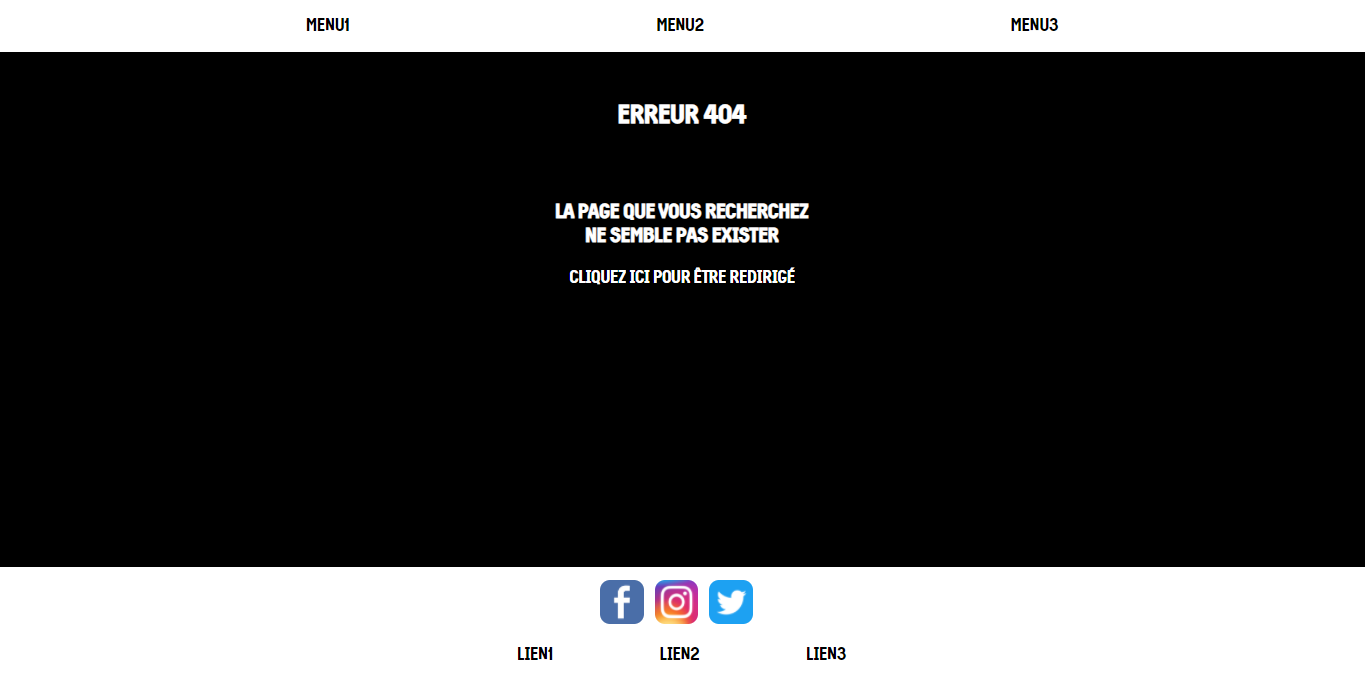 MENU1 MENU2 MENU3
ERREUR 404
LA PAGE QUE VOUS RECHERCHEZ
NE SEMBLE PAS EXISTER
CLIQUEZ ICI POUR ÊTRE REDIRIGÉ
LIEN1 LIEN2 LIEN3